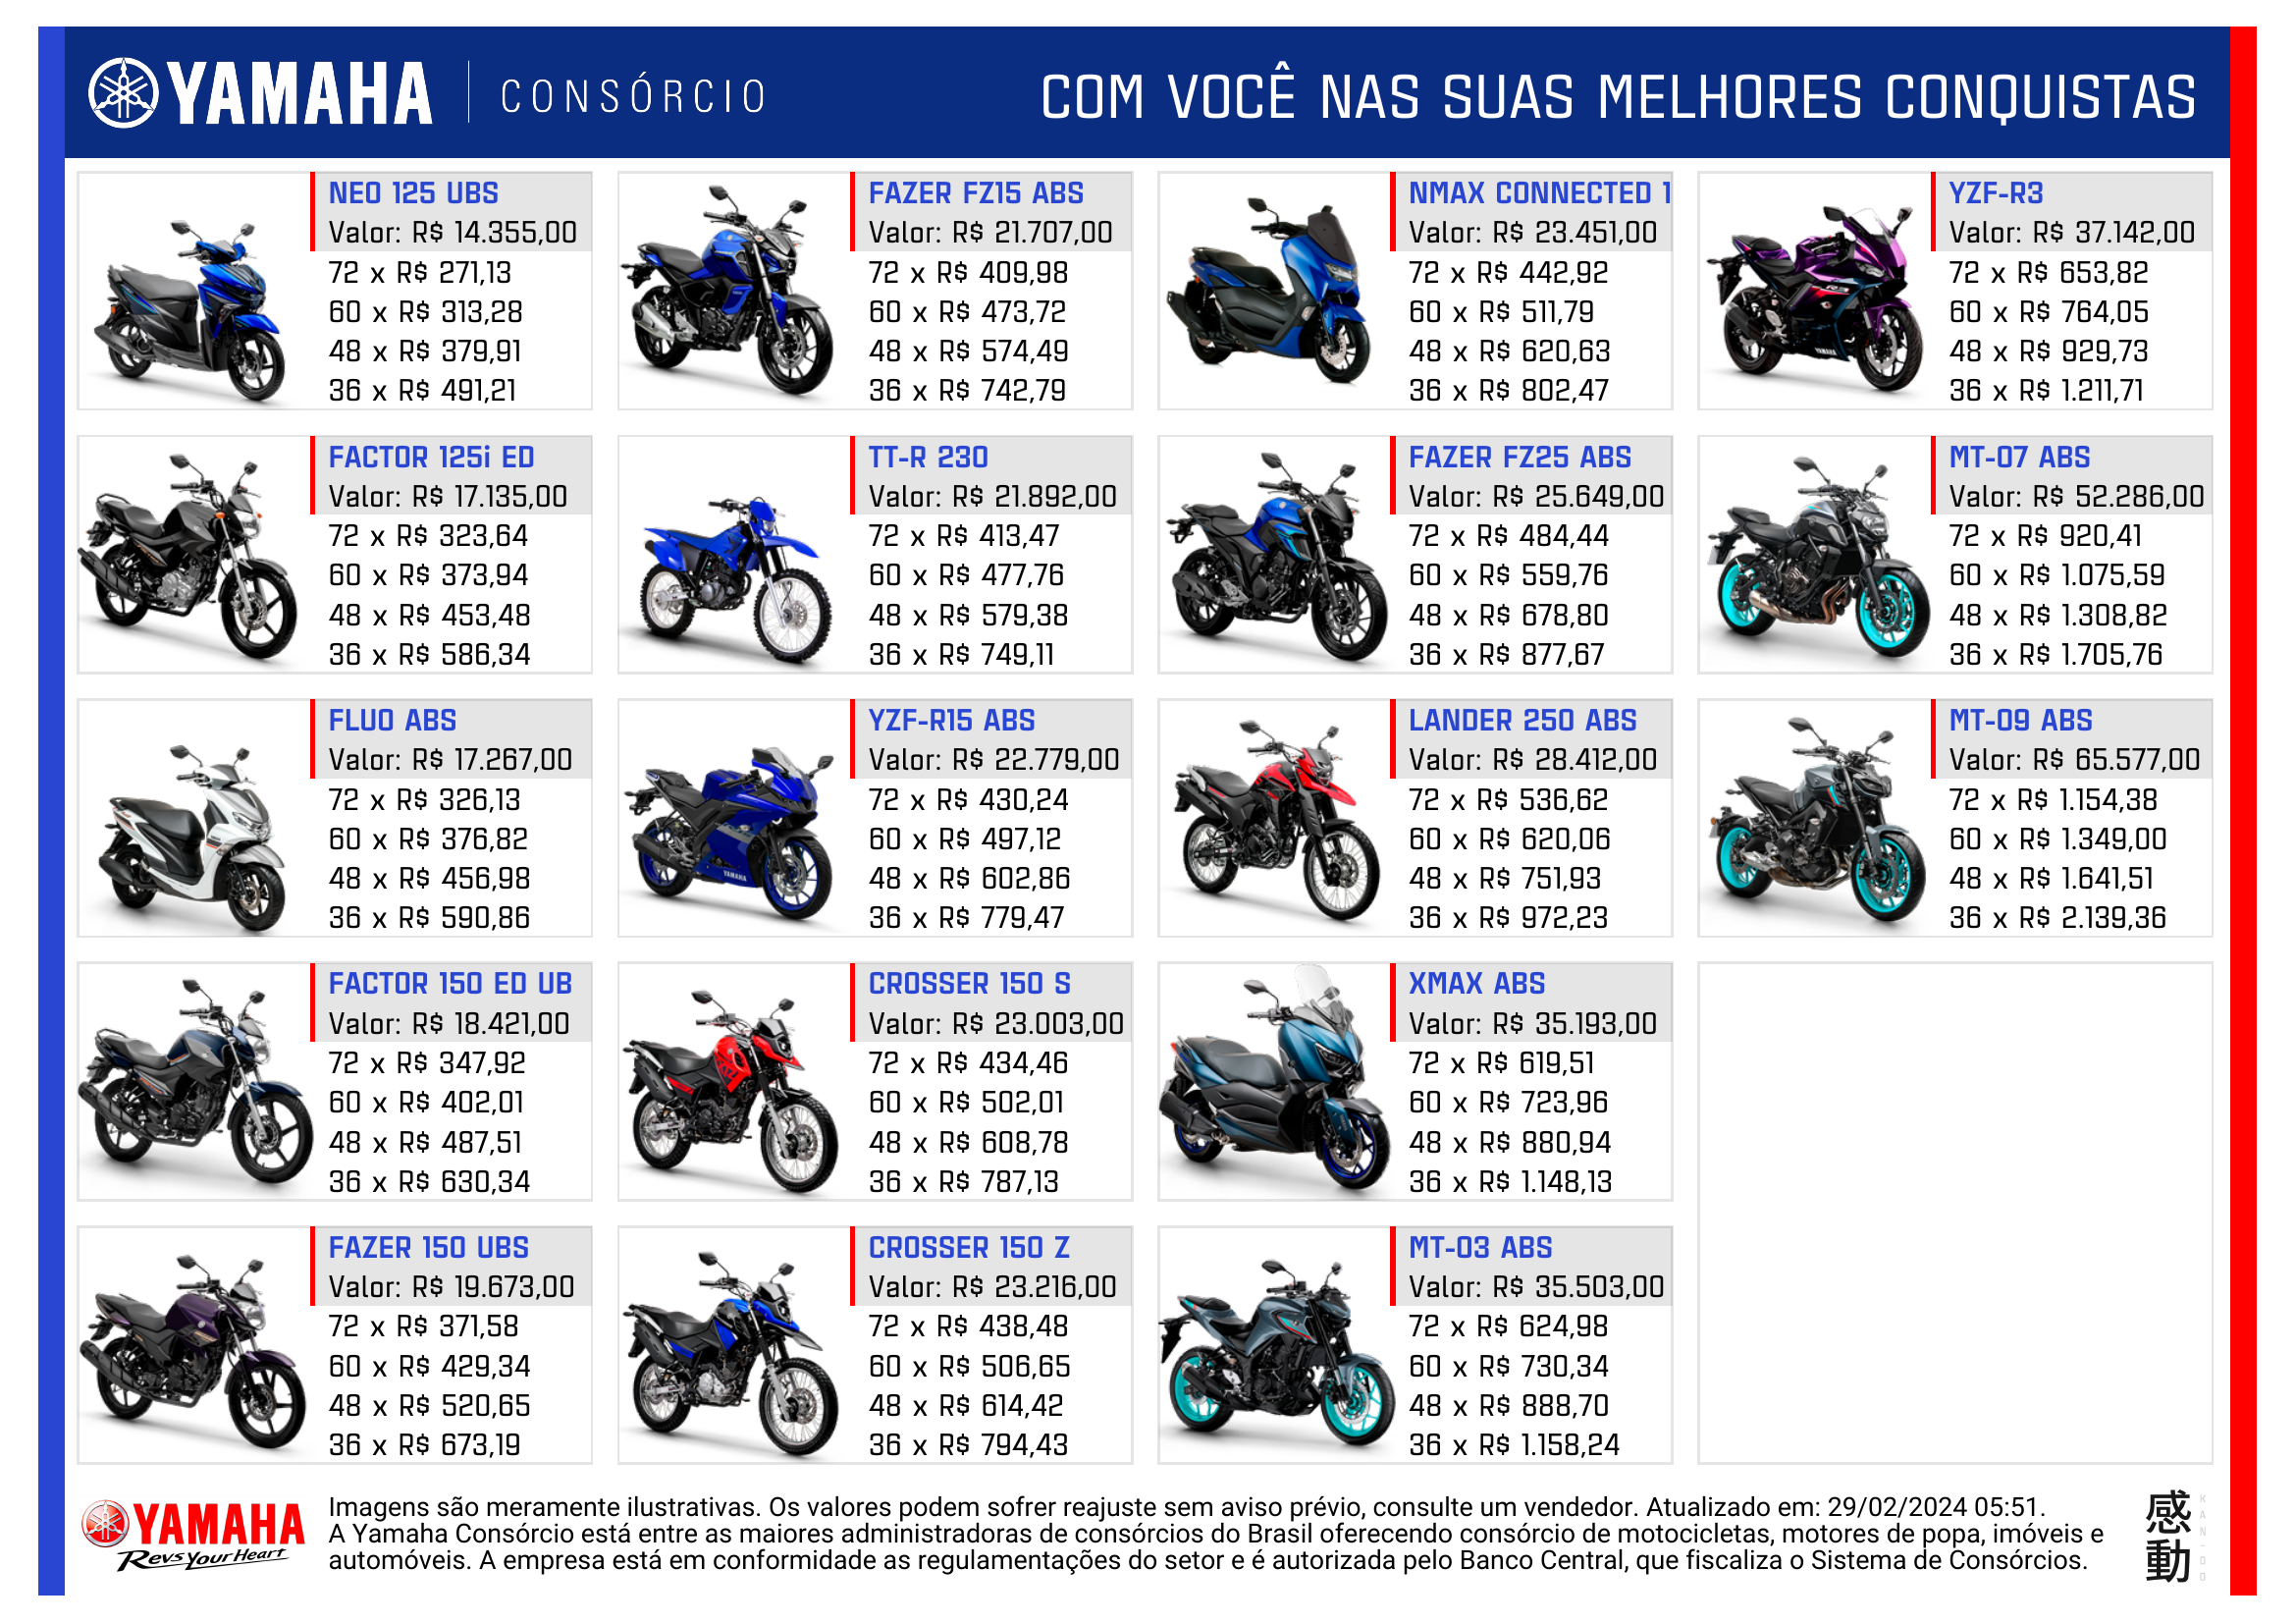 YAMAHA CONSÓRCIO
COM VOCÊ NAS SUAS MELHORES CONQUISTAS
NEO 125 UBS
Valor: R$ 14.355,00
72 x R$ 271,13
60 x R$ 313,28
48 x R$ 379,91
36 x R$ 491,21
FAZER FZ15 ABS
Valor: R$ 21.707,00
72 x R$ 409,98
60 x R$ 473,72
48 x R$ 574,49
36 x R$ 742,79
NMAX CONNECTED 1
Valor: R$ 23.451,00
72 x R$ 442,92
60 x R$ 511,79
48 x R$ 620,63
36 x R$ 802,47
YZF-R3
Valor: R$ 37.142,00
72 x R$ 653,82
60 x R$ 764,05
48 x R$ 929,73
36 x R$ 1.211,71
FACTOR 125i ED
Valor: R$ 17.135,00
72 x R$ 323,64
60 x R$ 373,94
48 x R$ 453,48
36 x R$ 586,34
TT-R 230
Valor: R$ 21.892,00
72 x R$ 413,47
60 x R$ 477,76
48 x R$ 579,38
36 x R$ 749,11
FAZER FZ25 ABS
Valor: R$ 25.649,00
72 x R$ 484,44
60 x R$ 559,76
48 x R$ 678,80
36 x R$ 877,67
MT-07 ABS
Valor: R$ 52.286,00
72 x R$ 920,41
60 x R$ 1.075,59
48 x R$ 1.308,82
36 x R$ 1.705,76
FLUO ABS
Valor: R$ 17.267,00
72 x R$ 326,13
60 x R$ 376,82
48 x R$ 456,98
36 x R$ 590,86
YZF-R15 ABS
Valor: R$ 22.779,00
72 x R$ 430,24
60 x R$ 497,12
48 x R$ 602,86
36 x R$ 779,47
LANDER 250 ABS
Valor: R$ 28.412,00
72 x R$ 536,62
60 x R$ 620,06
48 x R$ 751,93
36 x R$ 972,23
MT-09 ABS
Valor: R$ 65.577,00
72 x R$ 1.154,38
60 x R$ 1.349,00
48 x R$ 1.641,51
36 x R$ 2.139,36
FACTOR 150 ED UB
Valor: R$ 18.421,00
72 x R$ 347,92
60 x R$ 402,01
48 x R$ 487,51
36 x R$ 630,34
CROSSER 150 S
Valor: R$ 23.003,00
72 x R$ 434,46
60 x R$ 502,01
48 x R$ 608,78
36 x R$ 787,13
XMAX ABS
Valor: R$ 35.193,00
72 x R$ 619,51
60 x R$ 723,96
48 x R$ 880,94
36 x R$ 1.148,13
FAZER 150 UBS
Valor: R$ 19.673,00
72 x R$ 371,58
60 x R$ 429,34
48 x R$ 520,65
36 x R$ 673,19
CROSSER 150 Z
Valor: R$ 23.216,00
72 x R$ 438,48
60 x R$ 506,65
48 x R$ 614,42
36 x R$ 794,43
MT-03 ABS
Valor: R$ 35.503,00
72 x R$ 624,98
60 x R$ 730,34
48 x R$ 888,70
36 x R$ 1.158,24
YAMAHA
Revs Your Heart
Imagens são meramente ilustrativas. Os valores podem sofrer reajuste sem aviso prévio, consulte um vendedor. Atualizado em: 29/02/2024 05:51.
A Yamaha Consórcio está entre as maiores administradoras de consórcios do Brasil oferecendo consórcio de motocicletas, motores de popa, imóveis e
automóveis. A empresa está em conformidade as regulamentações do setor e é autorizada pelo Banco Central, que fiscaliza o Sistema de Consórcios.
感動
KAN-DO